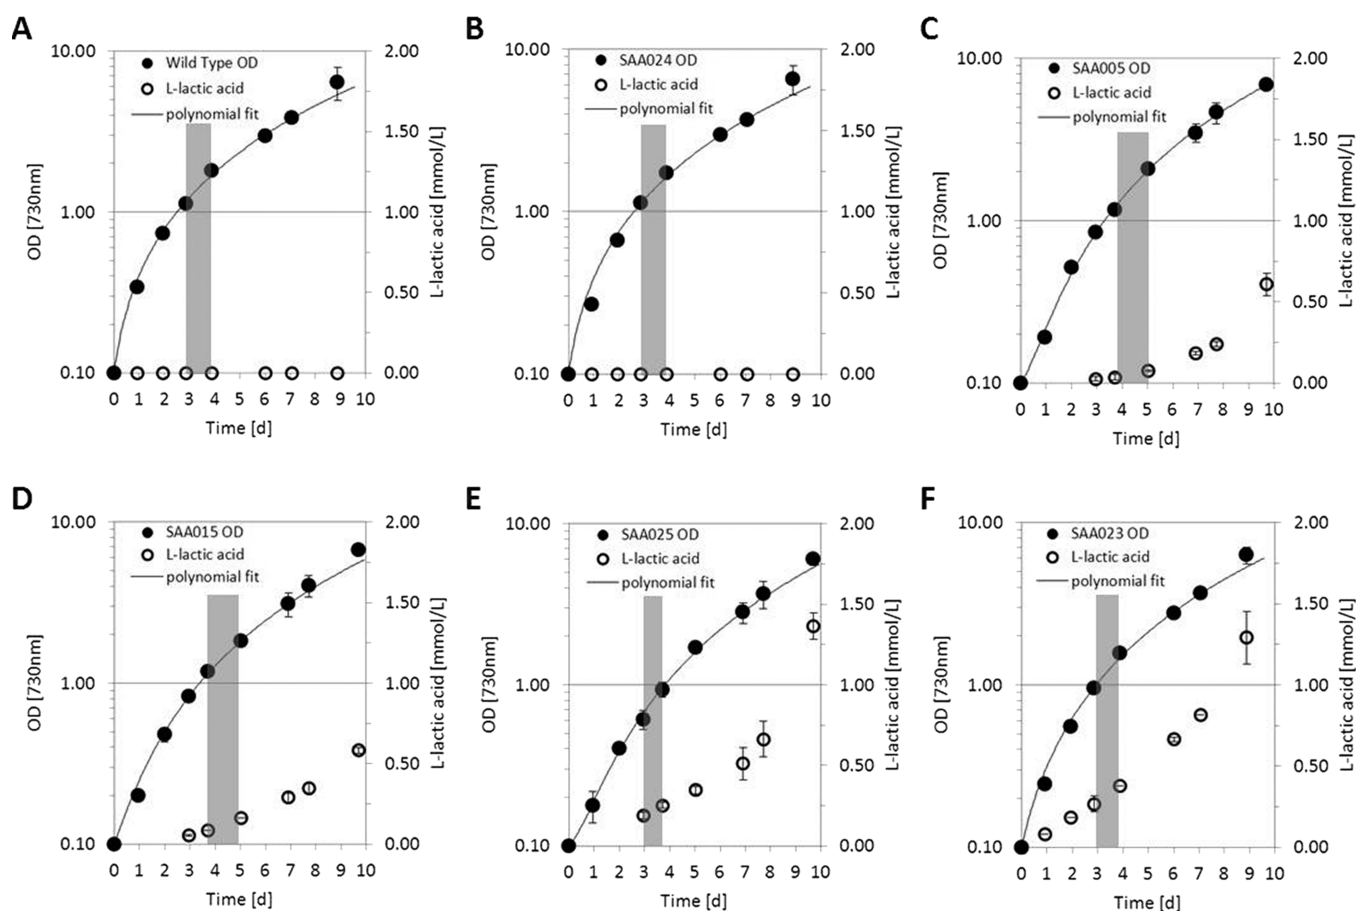 A
10.00
1.00
0.10
OD [730nm]
Wild Type OD
L-lactic acid
polynomial fit
2.00
1.50
1.00
0.50
0.00
L-lactic acid [mmol/L]
0 1 2 3 4 5 6 7 8 9 10
Time [d]
B
10.00
1.00
0.10
OD [730nm]
SAA024 OD
L-lactic acid
polynomial fit
2.00
1.50
1.00
0.50
0.00
L-lactic acid [mmol/L]
0 1 2 3 4 5 6 7 8 9 10
Time [d]
C
10.00
1.00
0.10
OD [730nm]
SAA005 OD
L-lactic acid
polynomial fit
2.00
1.50
1.00
0.50
0.00
L-lactic acid [mmol/L]
0 1 2 3 4 5 6 7 8 9 10
Time [d]
D
10.00
1.00
0.10
OD [730nm]
SAA015 OD
L-lactic acid
polynomial fit
2.00
1.50
1.00
0.50
0.00
L-lactic acid [mmol/L]
0 1 2 3 4 5 6 7 8 9 10
Time [d]
E
10.00
1.00
0.10
OD [730nm]
SAA025 OD
L-lactic acid
polynomial fit
2.00
1.50
1.00
0.50
0.00
L-lactic acid [mmol/L]
0 1 2 3 4 5 6 7 8 9 10
Time [d]
F
10.00
1.00
0.10
OD [730nm]
SAA023 OD
L-lactic acid
polynomial fit
2.00
1.50
1.00
0.50
0.00
L-lactic acid [mmol/L]
0 1 2 3 4 5 6 7 8 9 10
Time [d]